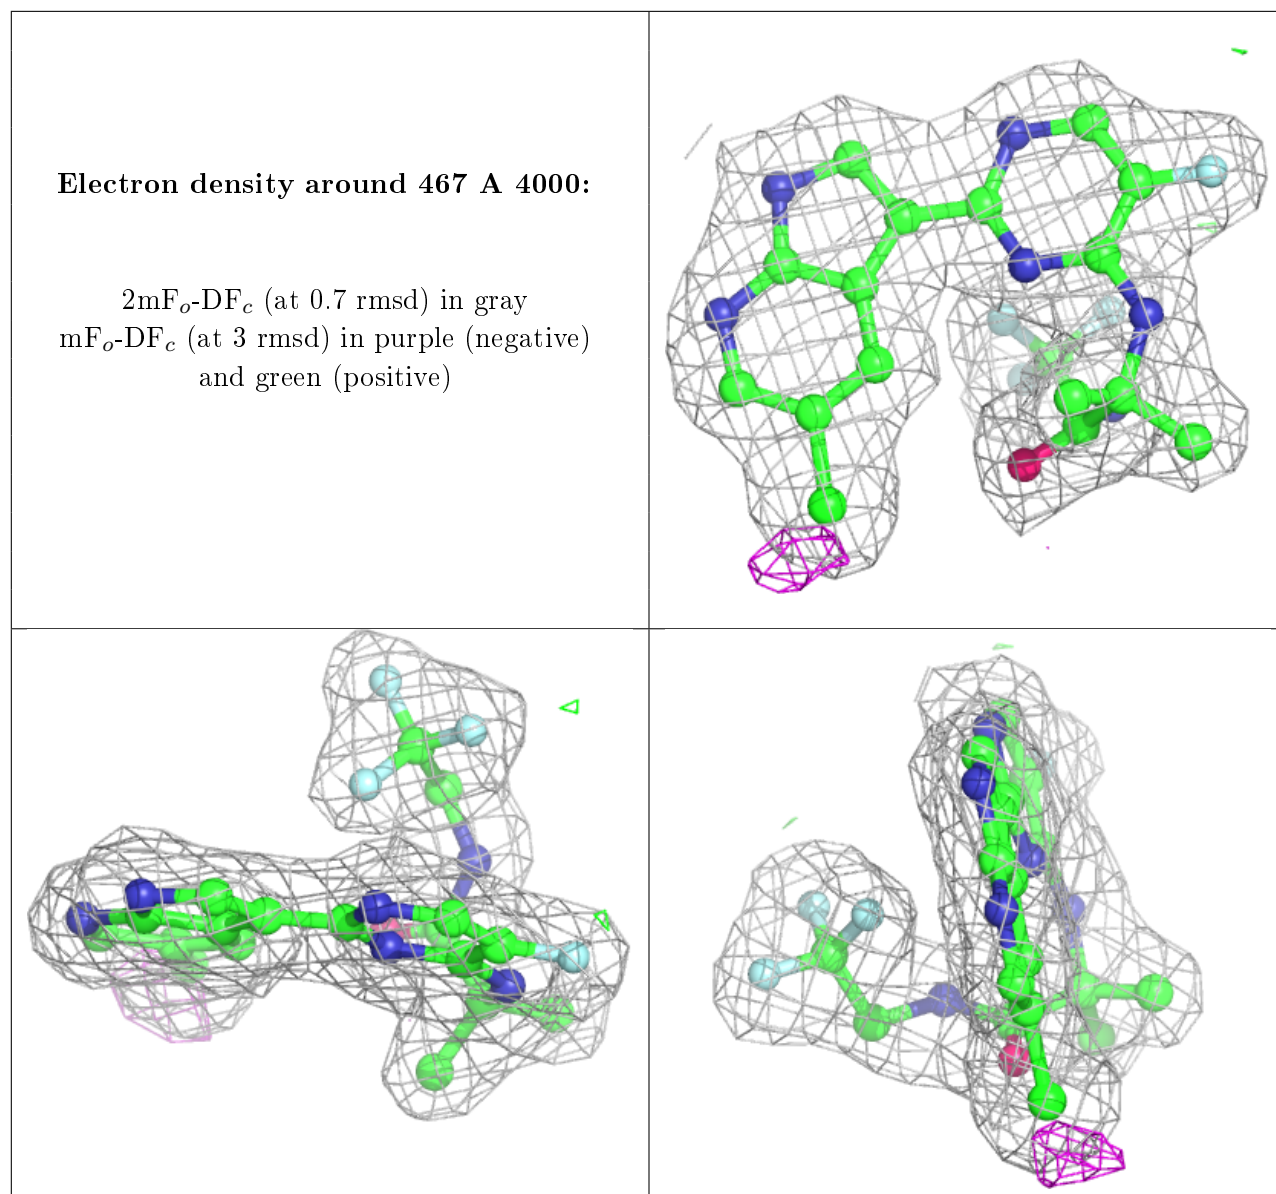 Electron density around 467 A 4000:
2mFo-DFc (at 0.7 rmsd) in gray
mFo-DFc (at 3 rmsd) in purple (negative)
and green (positive)